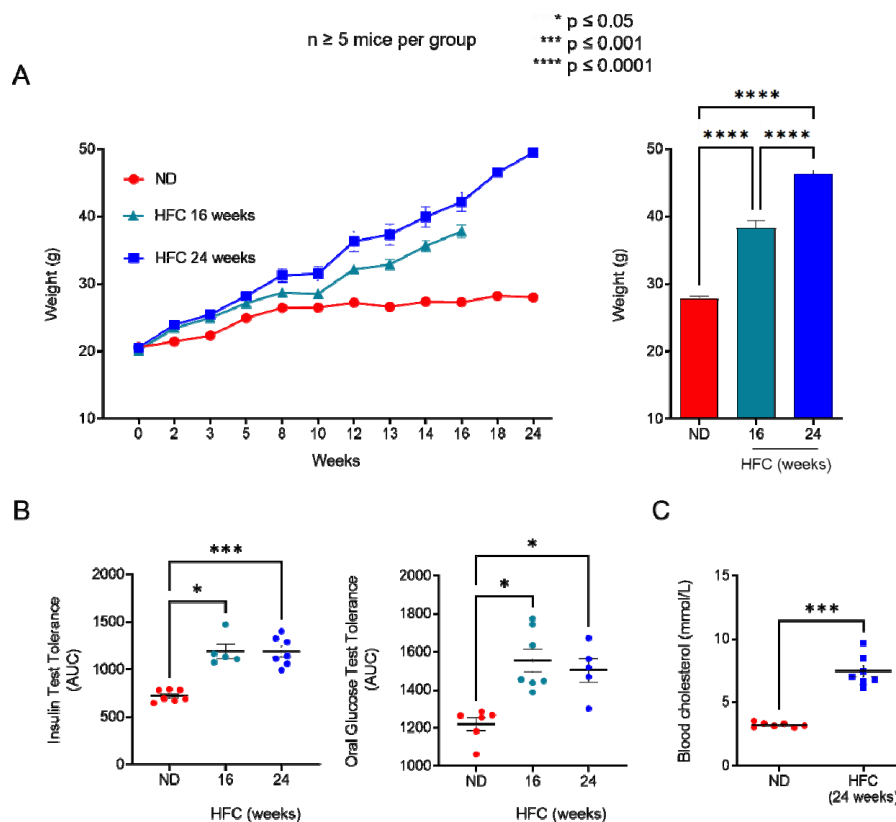 n ≥ 5 mice per group
* p ≤ 0.05
*** p ≤ 0.001
**** p ≤ 0.0001
A
50
40
30
20
10
Weight (g)
ND
HFC 16 weeks
HFC 24 weeks
0 2 3 5 8 10 12 13 14 16 18 24
Weeks
****
**** ****
50
40
30
20
10
Weight (g)
ND 16 24
HFC (weeks)
B
***
*
2000
1500
1000
500
0
Insulin Test Tolerance
(AUC)
ND 16 24
HFC (weeks)
*
*
2000
1800
1600
1400
1200
1000
Oral Glucose Test Tolerance
(AUC)
ND 16 24
HFC (weeks)
C
***
15
10
5
0
Blood cholesterol (mmol/L)
ND HFC
(24 weeks)